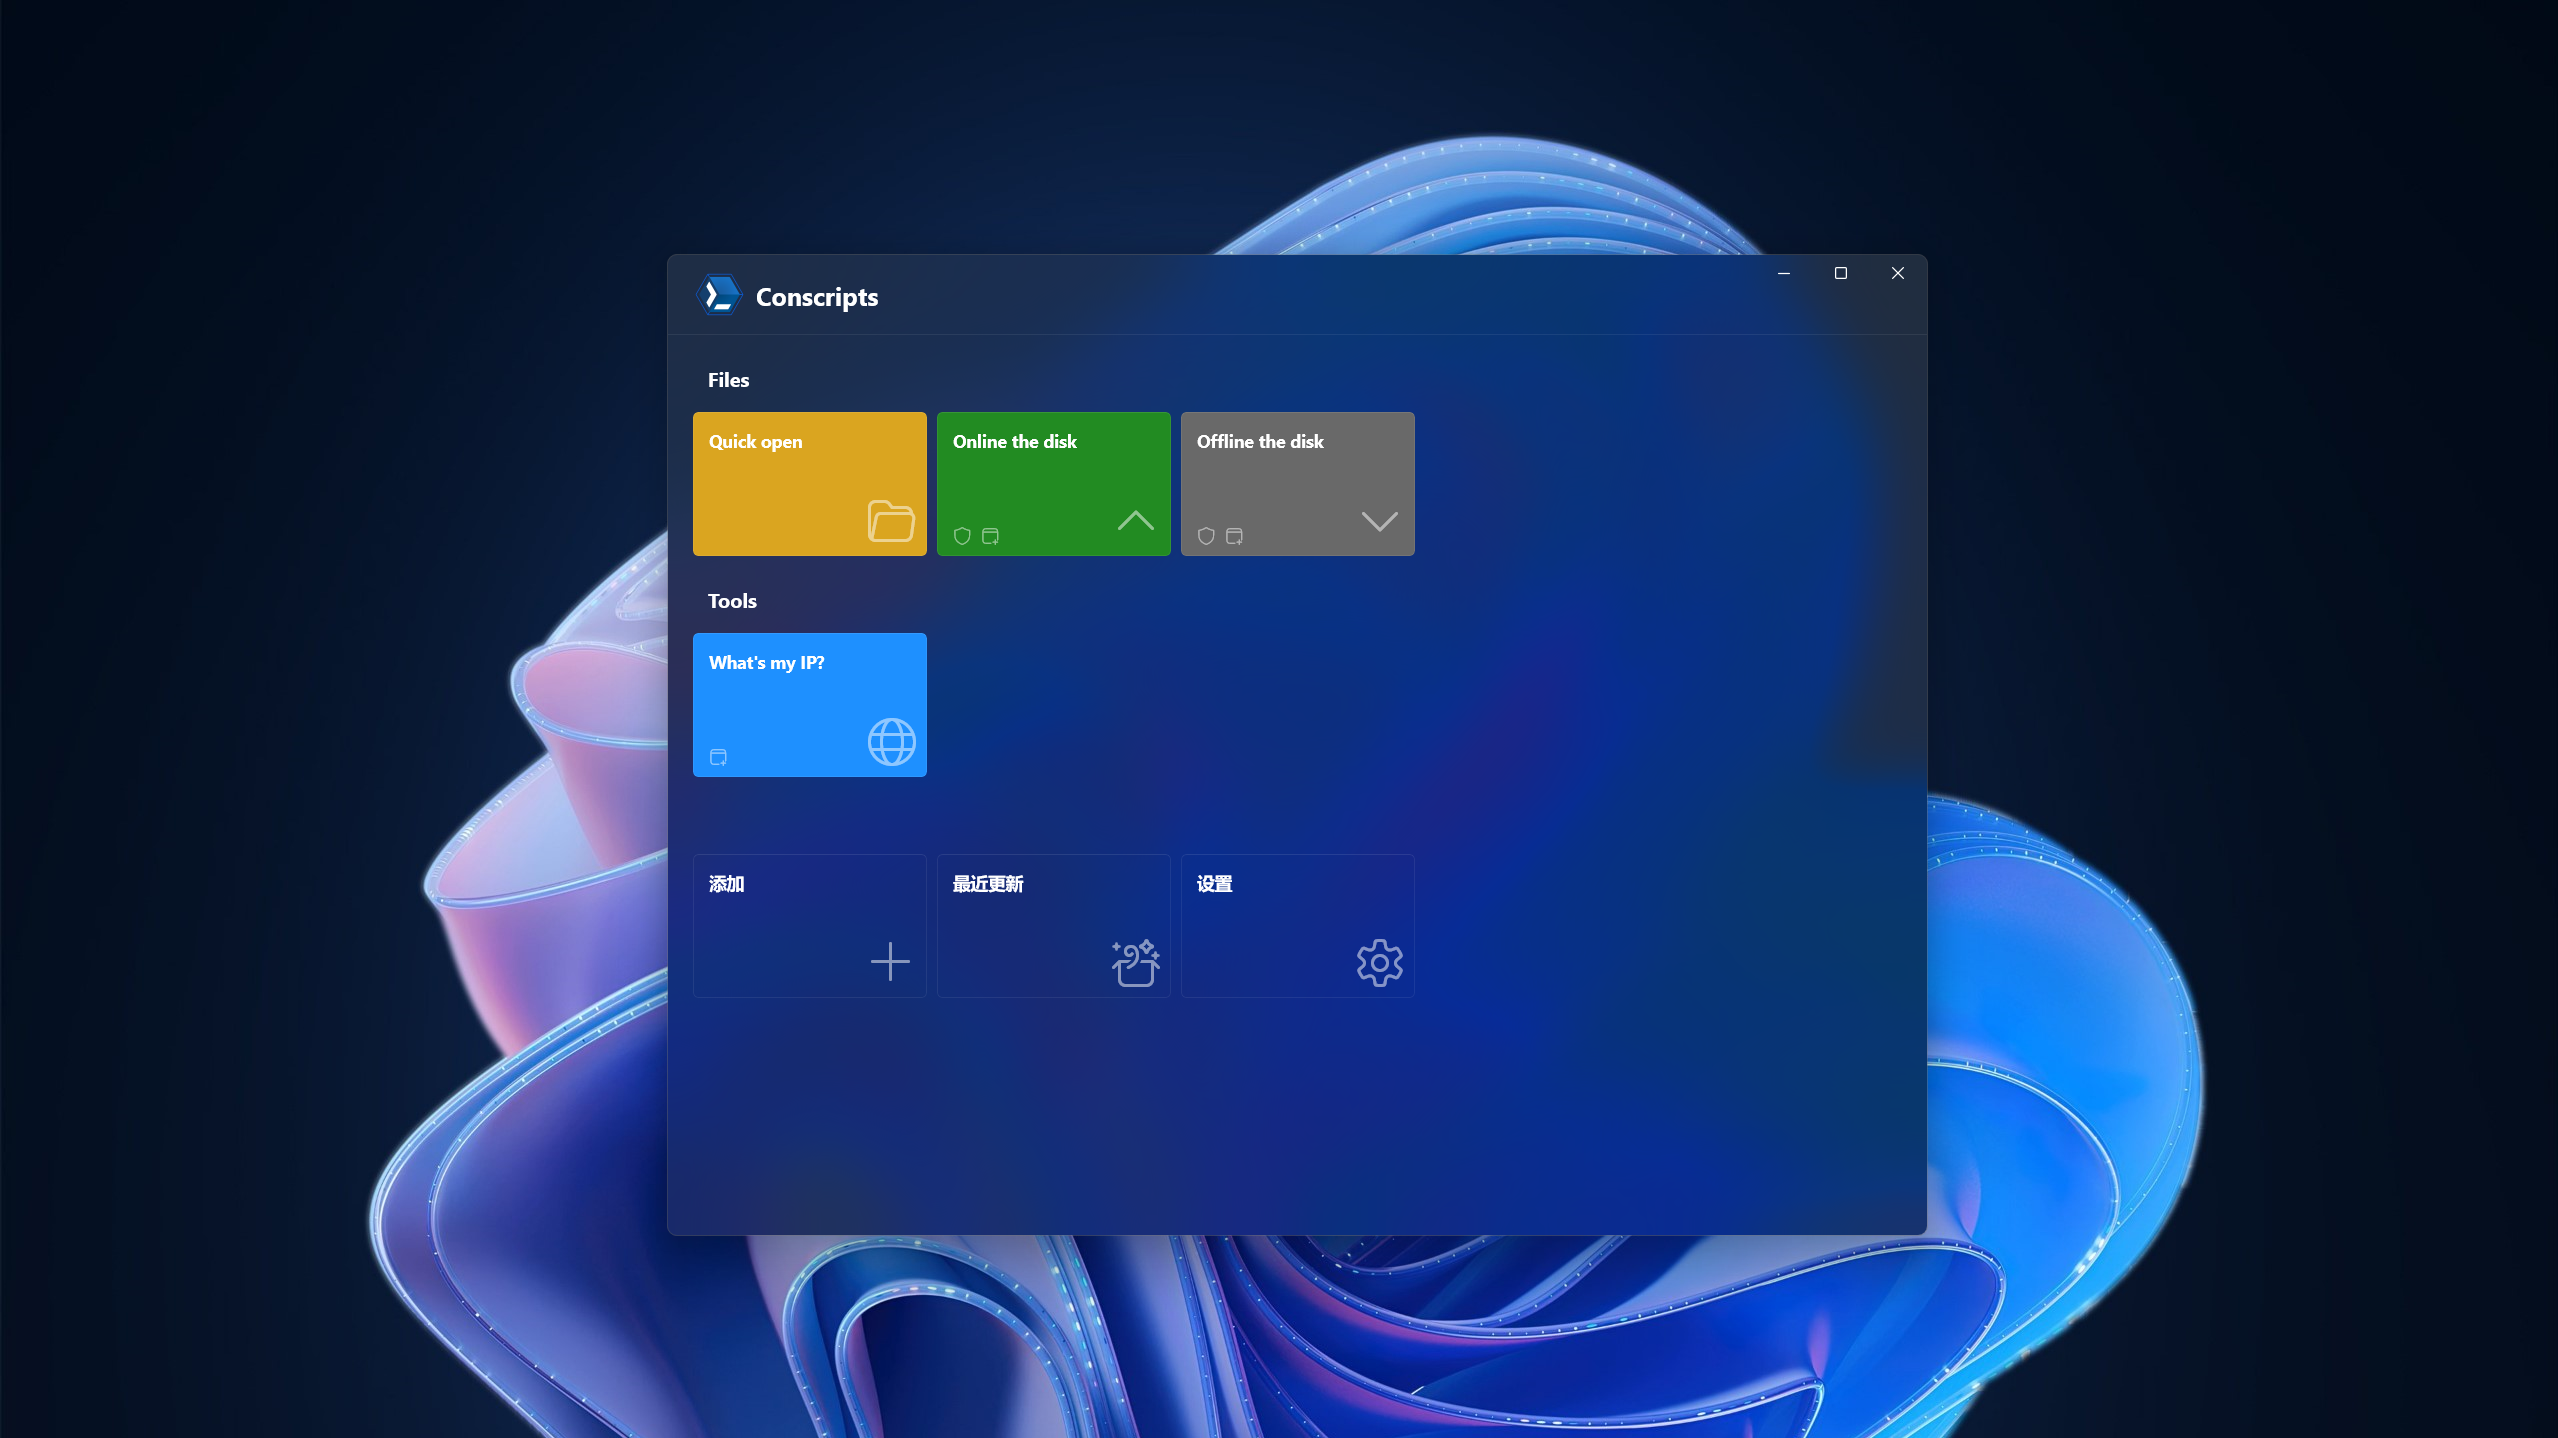 Conscripts
Files
Quick open
Online the disk
Offline the disk
Tools
What's my IP?
添加
最近更新
设置